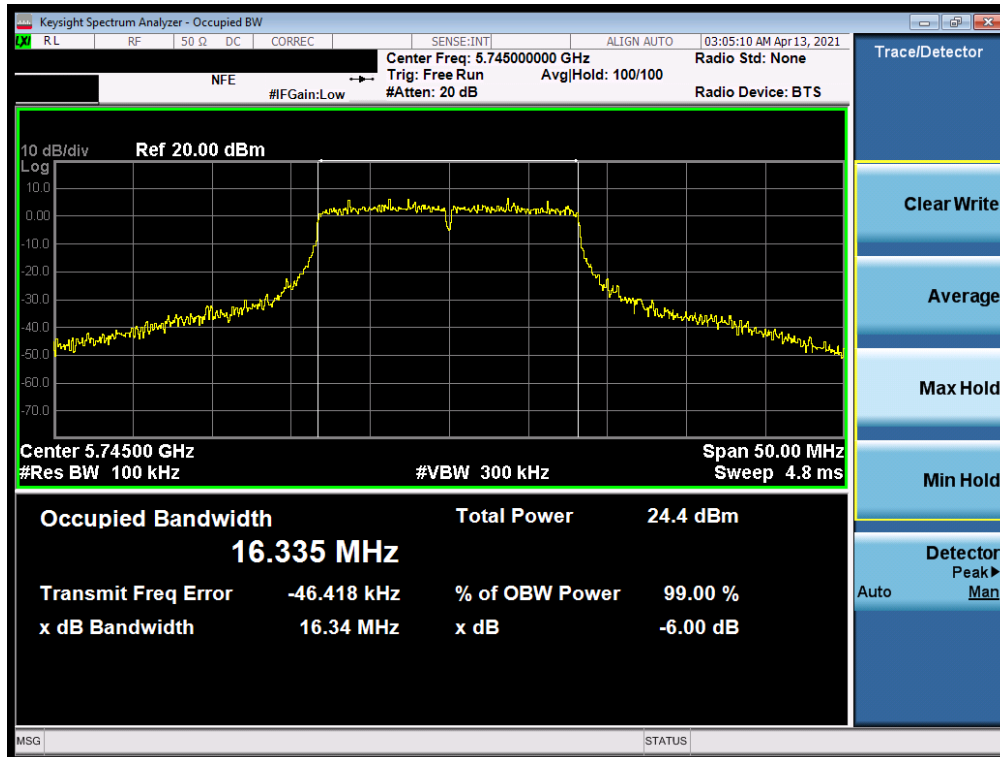 Keysight Spectrum Analyzer - Occupied BW
LXI RL RF 50 Ω DC CORREC SENSE:INT ALIGN AUTO 03:05:10 AM Apr 13, 2021
Center Freq: 5.745000000 GHz Radio Std: None
NFE Trig: Free Run Avg|Hold: 100/100
#IFGain:Low #Atten: 20 dB Radio Device: BTS
10 dB/div Ref 20.00 dBm
Log
10.0
0.00
-10.0
-20.0
-30.0
-40.0
-50.0
-60.0
-70.0
Center 5.74500 GHz Span 50.00 MHz
#Res BW 100 kHz #VBW 300 kHz Sweep 4.8 ms
Occupied Bandwidth Total Power 24.4 dBm
16.335 MHz
Transmit Freq Error -46.418 kHz % of OBW Power 99.00 %
x dB Bandwidth 16.34 MHz x dB -6.00 dB
MSG STATUS
Trace/Detector
Clear Write
Average
Max Hold
Min Hold
Detector
Peak▶
Auto Man